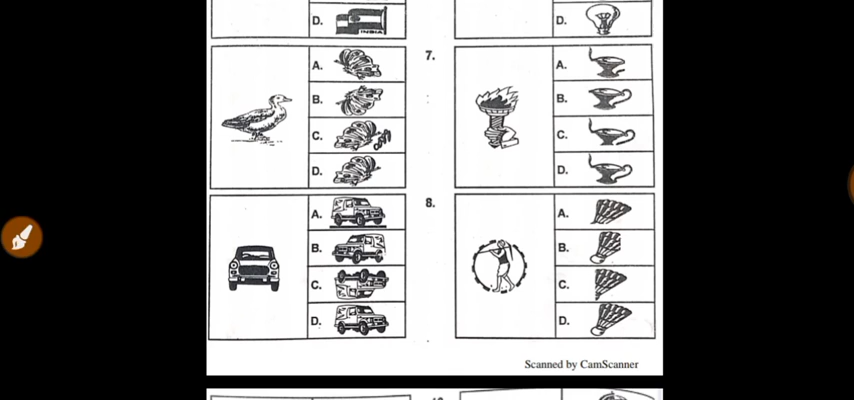 D.
INDIA
D.
A.
B.
C.
D.
7.
A.
B.
C.
D.
A.
B.
C.
D.
8.
A.
B.
C.
D.
Scanned by CamScanner